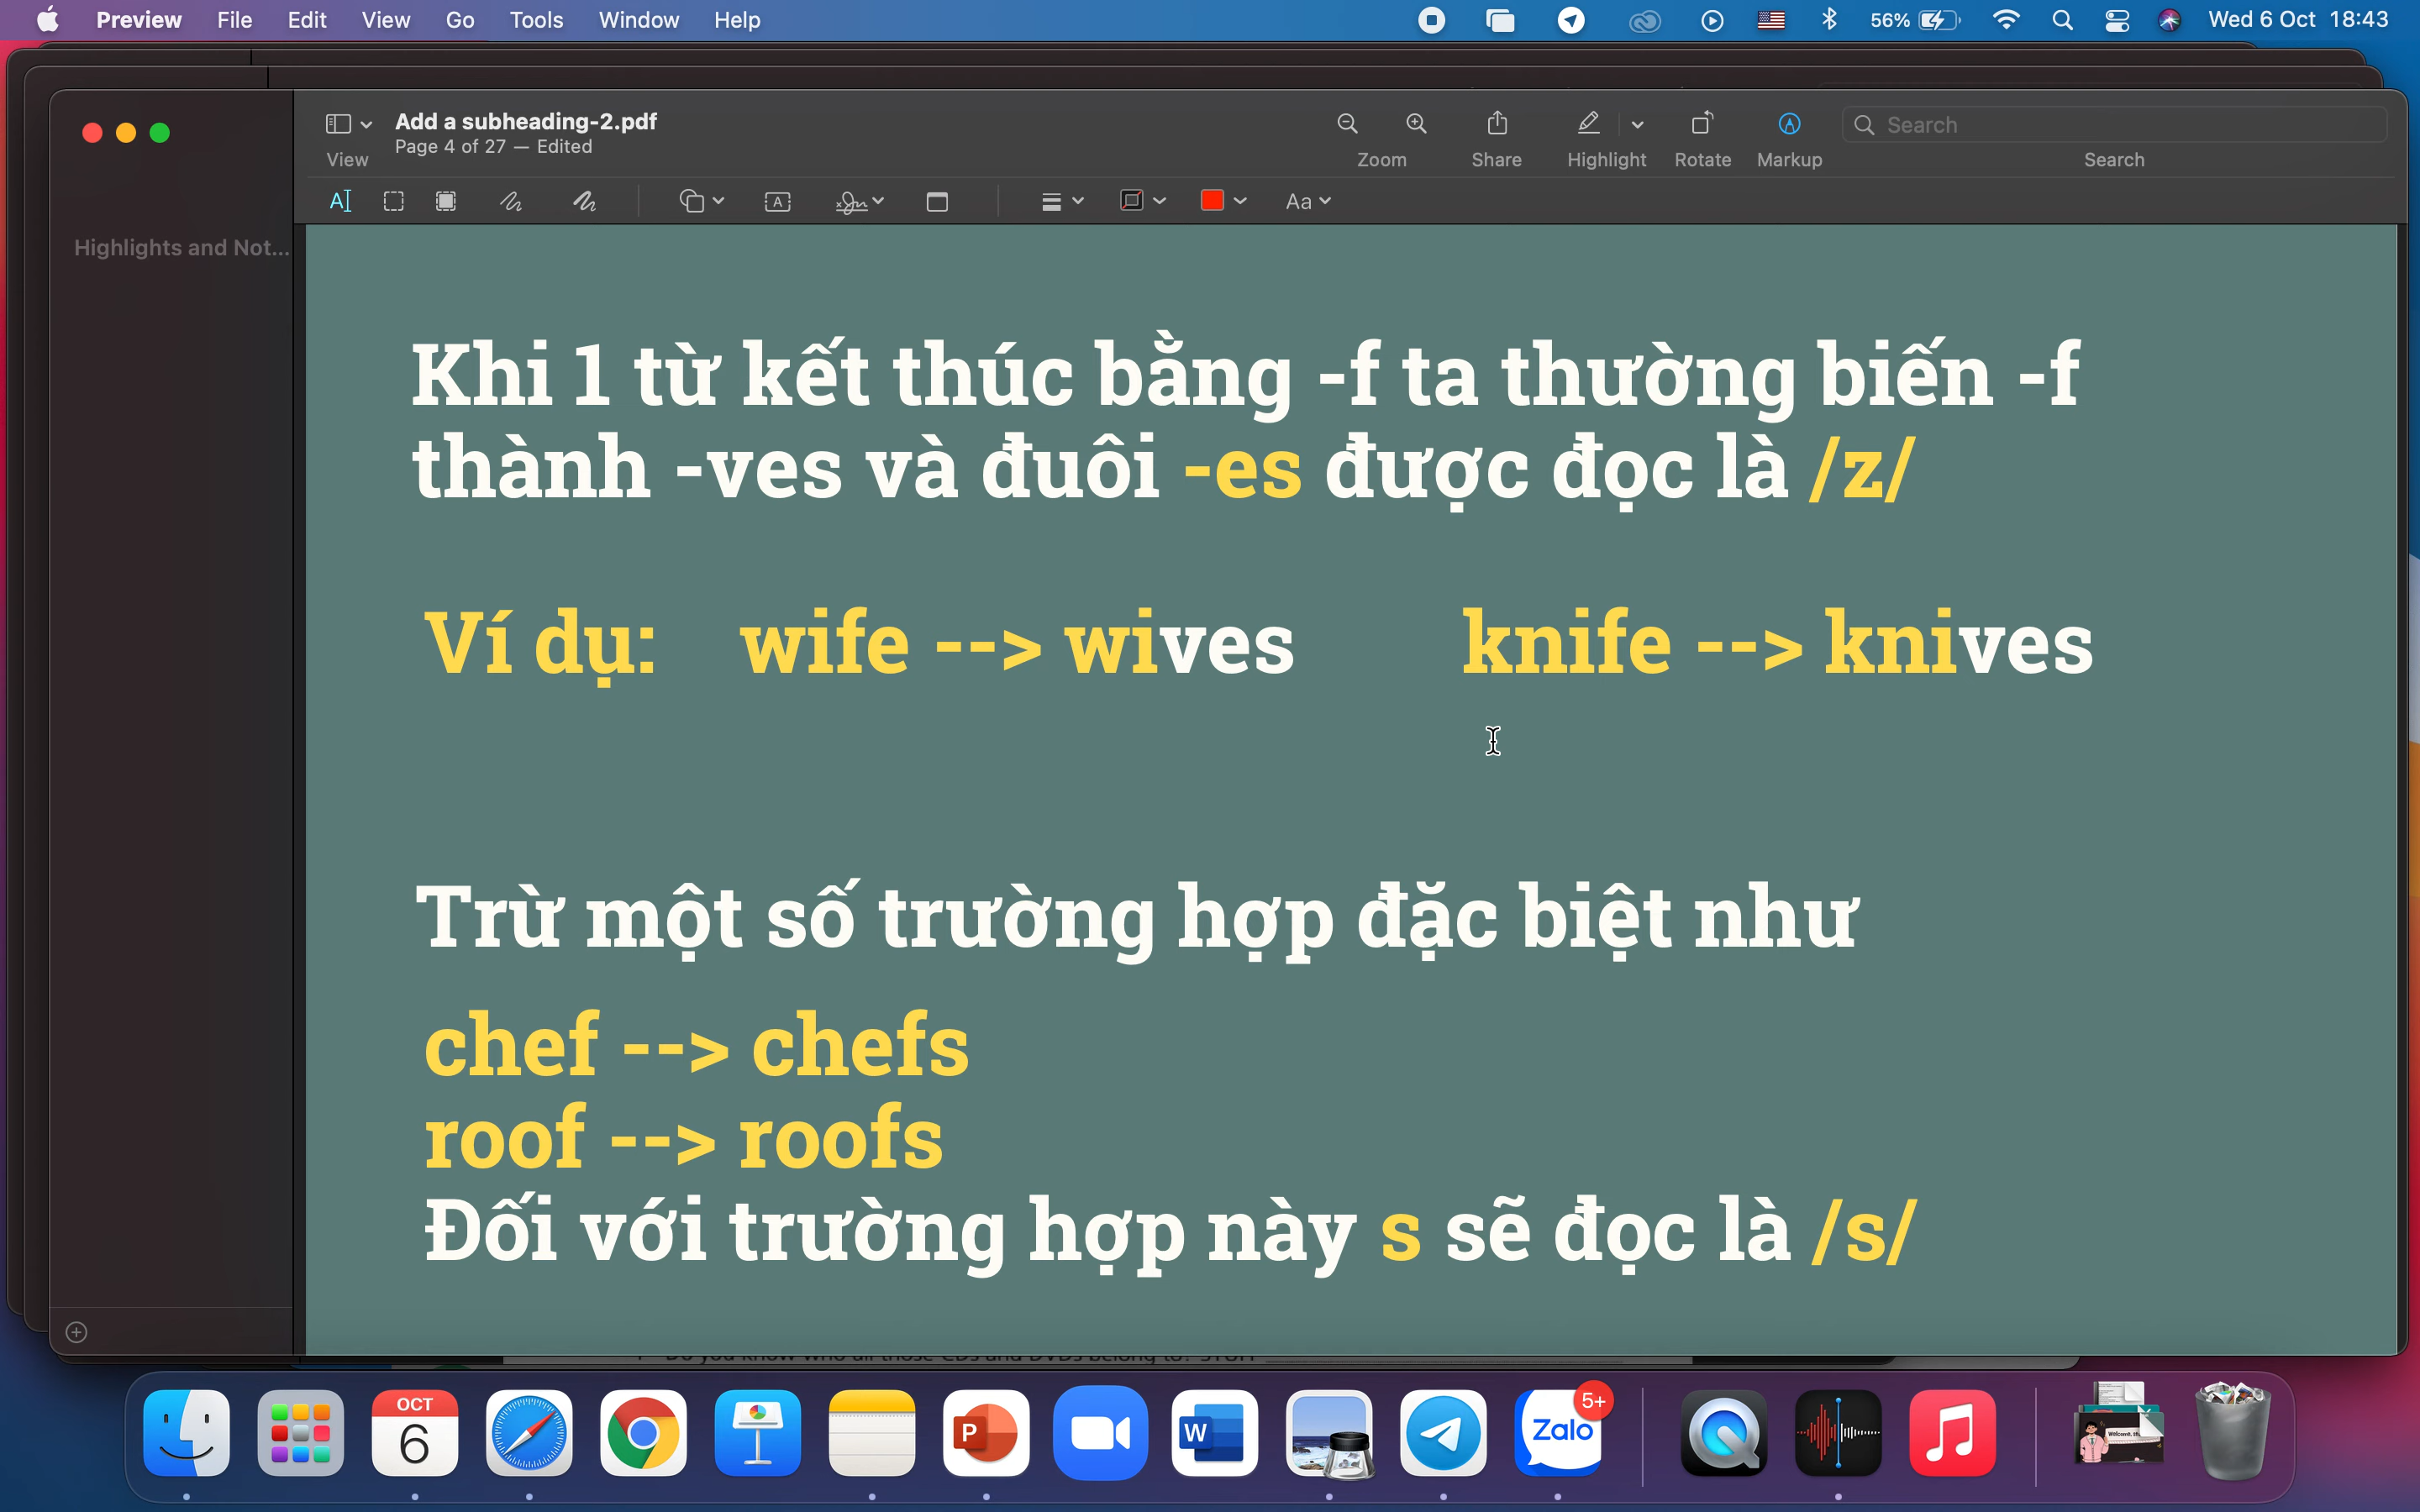 Preview File Edit View Go Tools Window Help 56% Wed 6 Oct 18:43
Add a subheading-2.pdf
Page 4 of 27 — Edited
Search
View Zoom Share Highlight Rotate Markup Search
A A Aa
Highlights and Not...
Khi 1 từ kết thúc bằng -f ta thường biến -f
thành -ves và đuôi -es được đọc là /z/
Ví dụ: wife --> wives knife --> knives
Trừ một số trường hợp đặc biệt như
chef --> chefs
roof --> roofs
Đối với trường hợp này s sẽ đọc là /s/
OCT
6
P
W
Zalo
5+